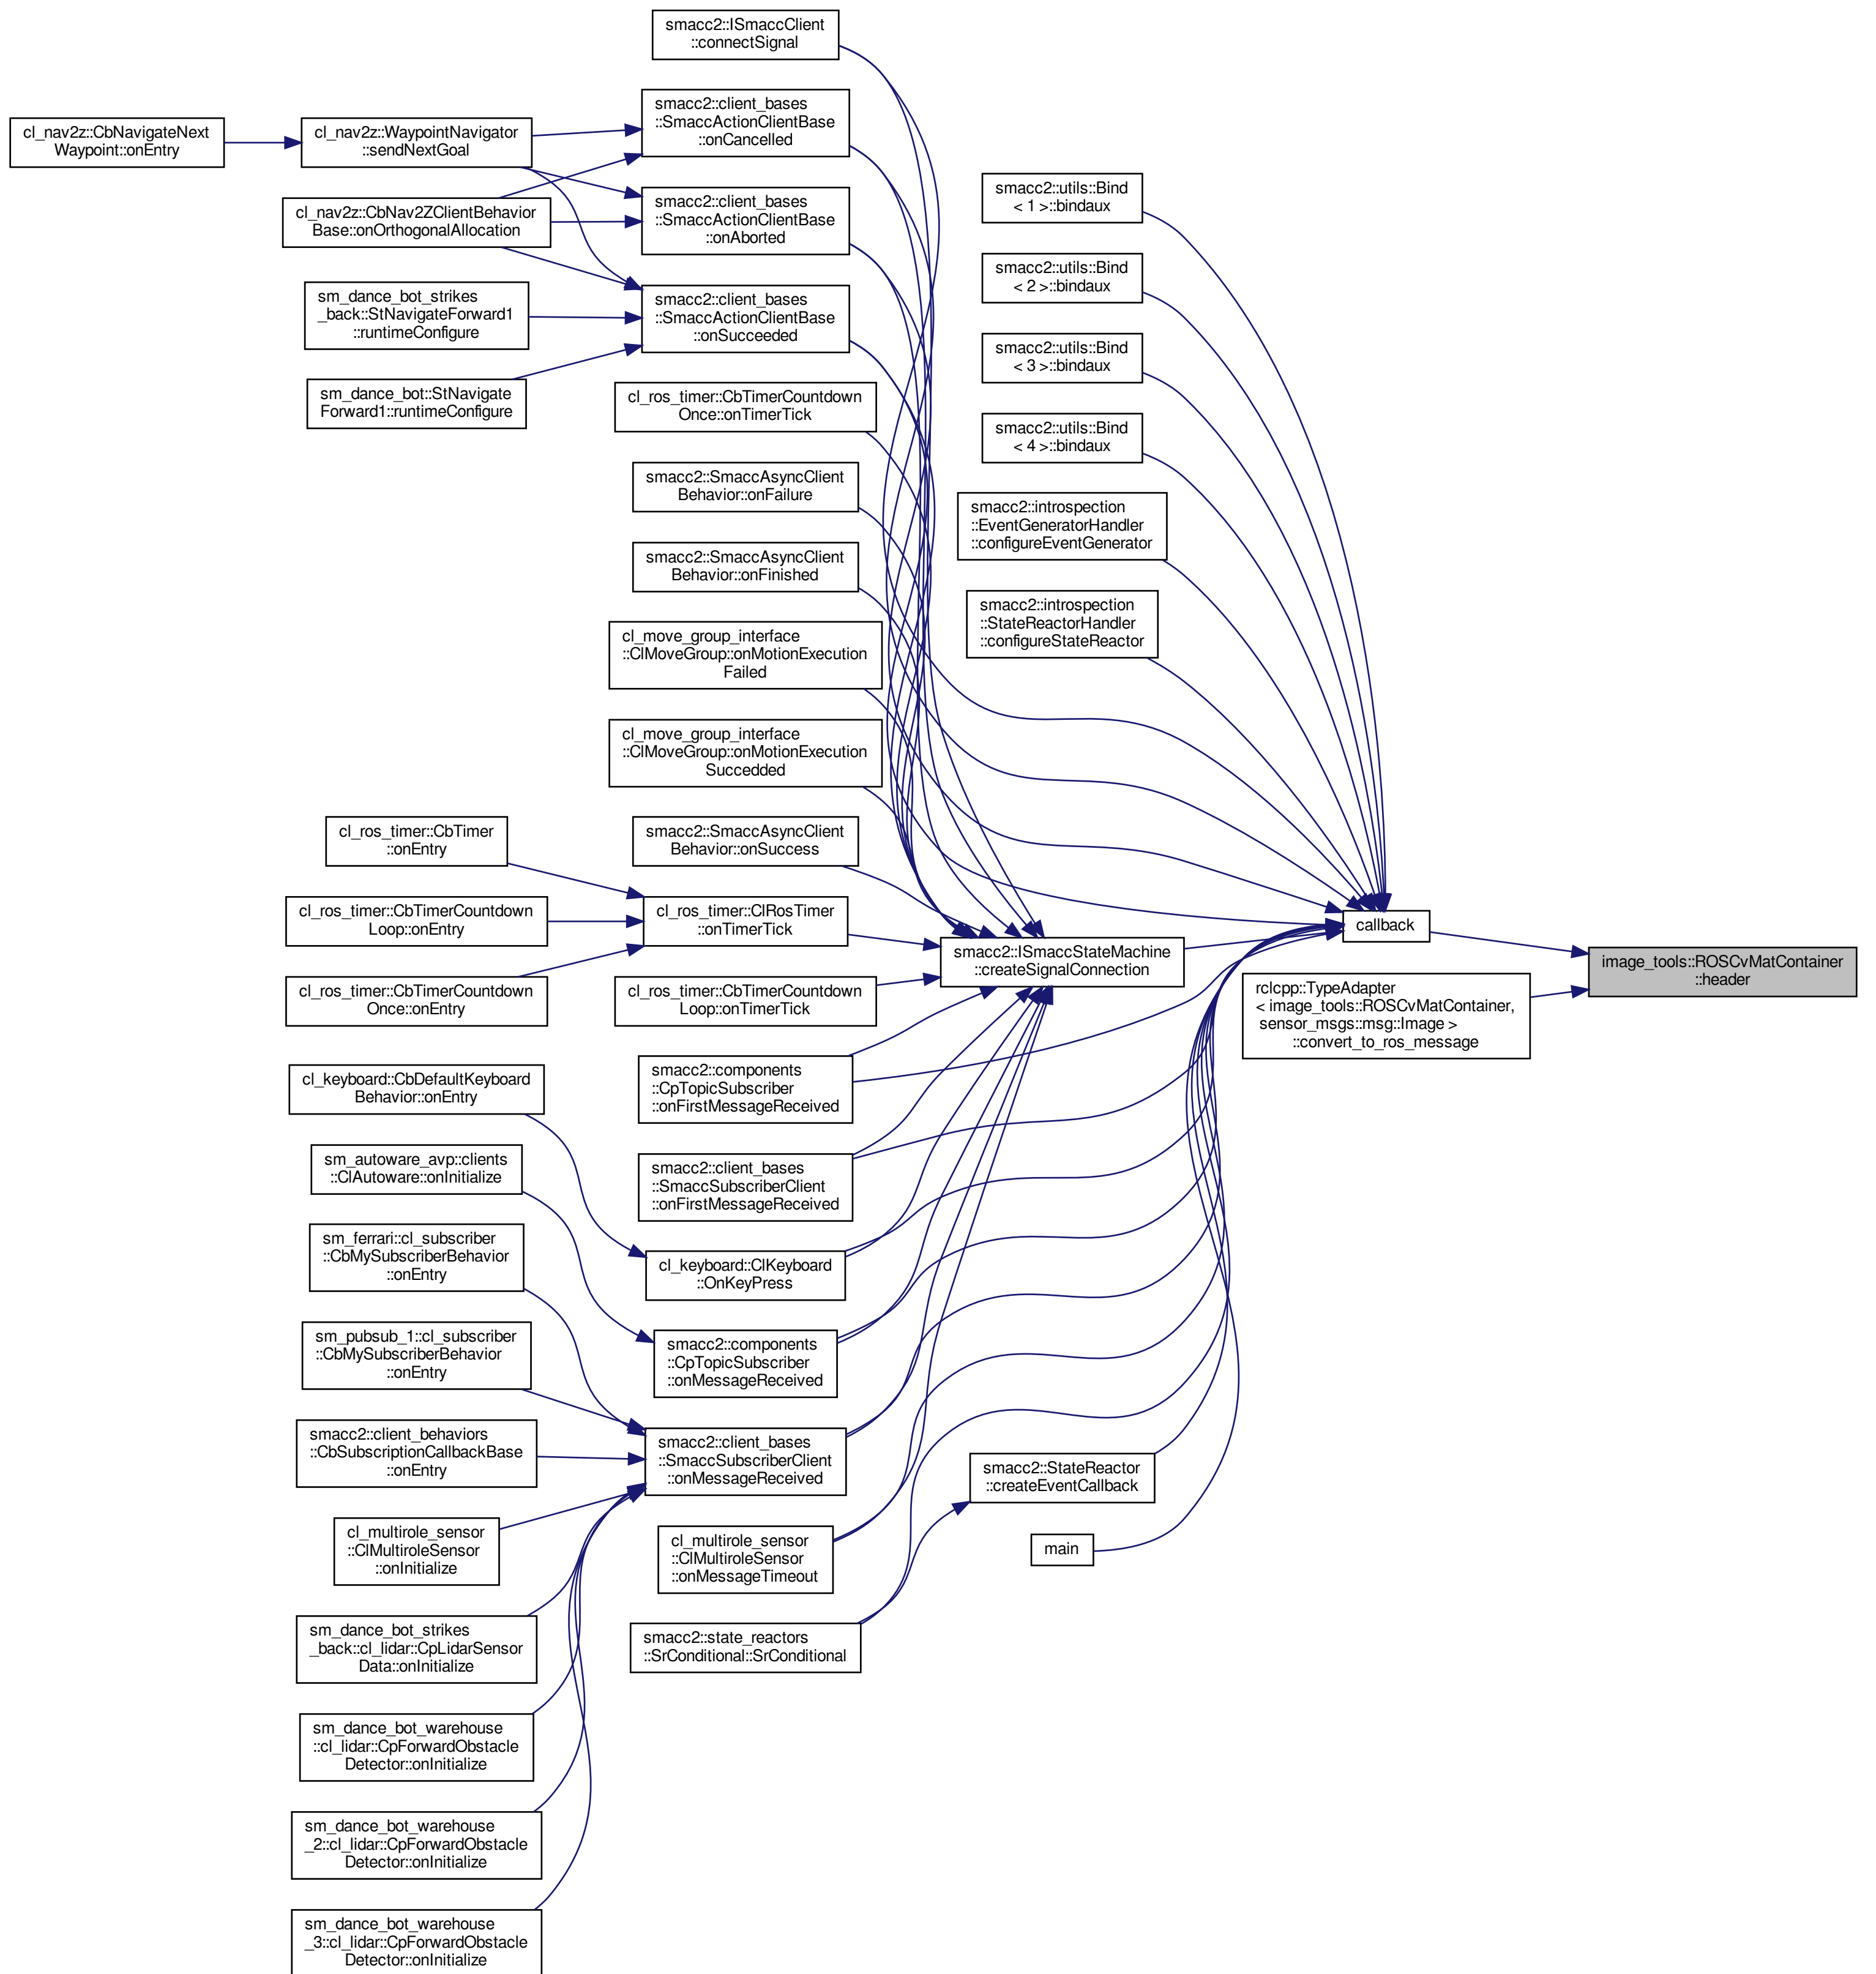 smacc2::ISmaccClient
::connectSignal
smacc2::client_bases
::SmaccActionClientBase
::onCancelled
cl_nav2z::CbNavigateNext
Waypoint::onEntry
cl_nav2z::WaypointNavigator
::sendNextGoal
smacc2::client_bases
::SmaccActionClientBase
::onAborted
cl_nav2z::CbNav2ZClientBehavior
Base::onOrthogonalAllocation
smacc2::client_bases
::SmaccActionClientBase
::onSucceeded
sm_dance_bot_strikes
_back::StNavigateForward1
::runtimeConfigure
sm_dance_bot::StNavigate
Forward1::runtimeConfigure
cl_ros_timer::CbTimerCountdown
Once::onTimerTick
smacc2::SmaccAsyncClient
Behavior::onFailure
smacc2::SmaccAsyncClient
Behavior::onFinished
cl_move_group_interface
::ClMoveGroup::onMotionExecution
Failed
cl_move_group_interface
::ClMoveGroup::onMotionExecution
Succedded
smacc2::SmaccAsyncClient
Behavior::onSuccess
cl_ros_timer::CbTimer
::onEntry
cl_ros_timer::CbTimerCountdown
Loop::onEntry
cl_ros_timer::ClRosTimer
::onTimerTick
cl_ros_timer::CbTimerCountdown
Once::onEntry
cl_ros_timer::CbTimerCountdown
Loop::onTimerTick
smacc2::components
::CpTopicSubscriber
::onFirstMessageReceived
cl_keyboard::CbDefaultKeyboard
Behavior::onEntry
smacc2::client_bases
::SmaccSubscriberClient
::onFirstMessageReceived
sm_autoware_avp::clients
::ClAutoware::onInitialize
cl_keyboard::ClKeyboard
::OnKeyPress
sm_ferrari::cl_subscriber
::CbMySubscriberBehavior
::onEntry
smacc2::components
::CpTopicSubscriber
::onMessageReceived
sm_pubsub_1::cl_subscriber
::CbMySubscriberBehavior
::onEntry
smacc2::client_behaviors
::CbSubscriptionCallbackBase
::onEntry
smacc2::client_bases
::SmaccSubscriberClient
::onMessageReceived
cl_multirole_sensor
::ClMultiroleSensor
::onInitialize
cl_multirole_sensor
::ClMultiroleSensor
::onMessageTimeout
sm_dance_bot_strikes
_back::cl_lidar::CpLidarSensor
Data::onInitialize
smacc2::state_reactors
::SrConditional::SrConditional
sm_dance_bot_warehouse
::cl_lidar::CpForwardObstacle
Detector::onInitialize
sm_dance_bot_warehouse
_2::cl_lidar::CpForwardObstacle
Detector::onInitialize
sm_dance_bot_warehouse
_3::cl_lidar::CpForwardObstacle
Detector::onInitialize
smacc2::utils::Bind
< 1 >::bindaux
smacc2::utils::Bind
< 2 >::bindaux
smacc2::utils::Bind
< 3 >::bindaux
smacc2::utils::Bind
< 4 >::bindaux
smacc2::introspection
::EventGeneratorHandler
::configureEventGenerator
smacc2::introspection
::StateReactorHandler
::configureStateReactor
smacc2::ISmaccStateMachine
::createSignalConnection
smacc2::StateReactor
::createEventCallback
main
callback
rclcpp::TypeAdapter
< image_tools::ROSCvMatContainer,
sensor_msgs::msg::Image >
::convert_to_ros_message
image_tools::ROSCvMatContainer
::header